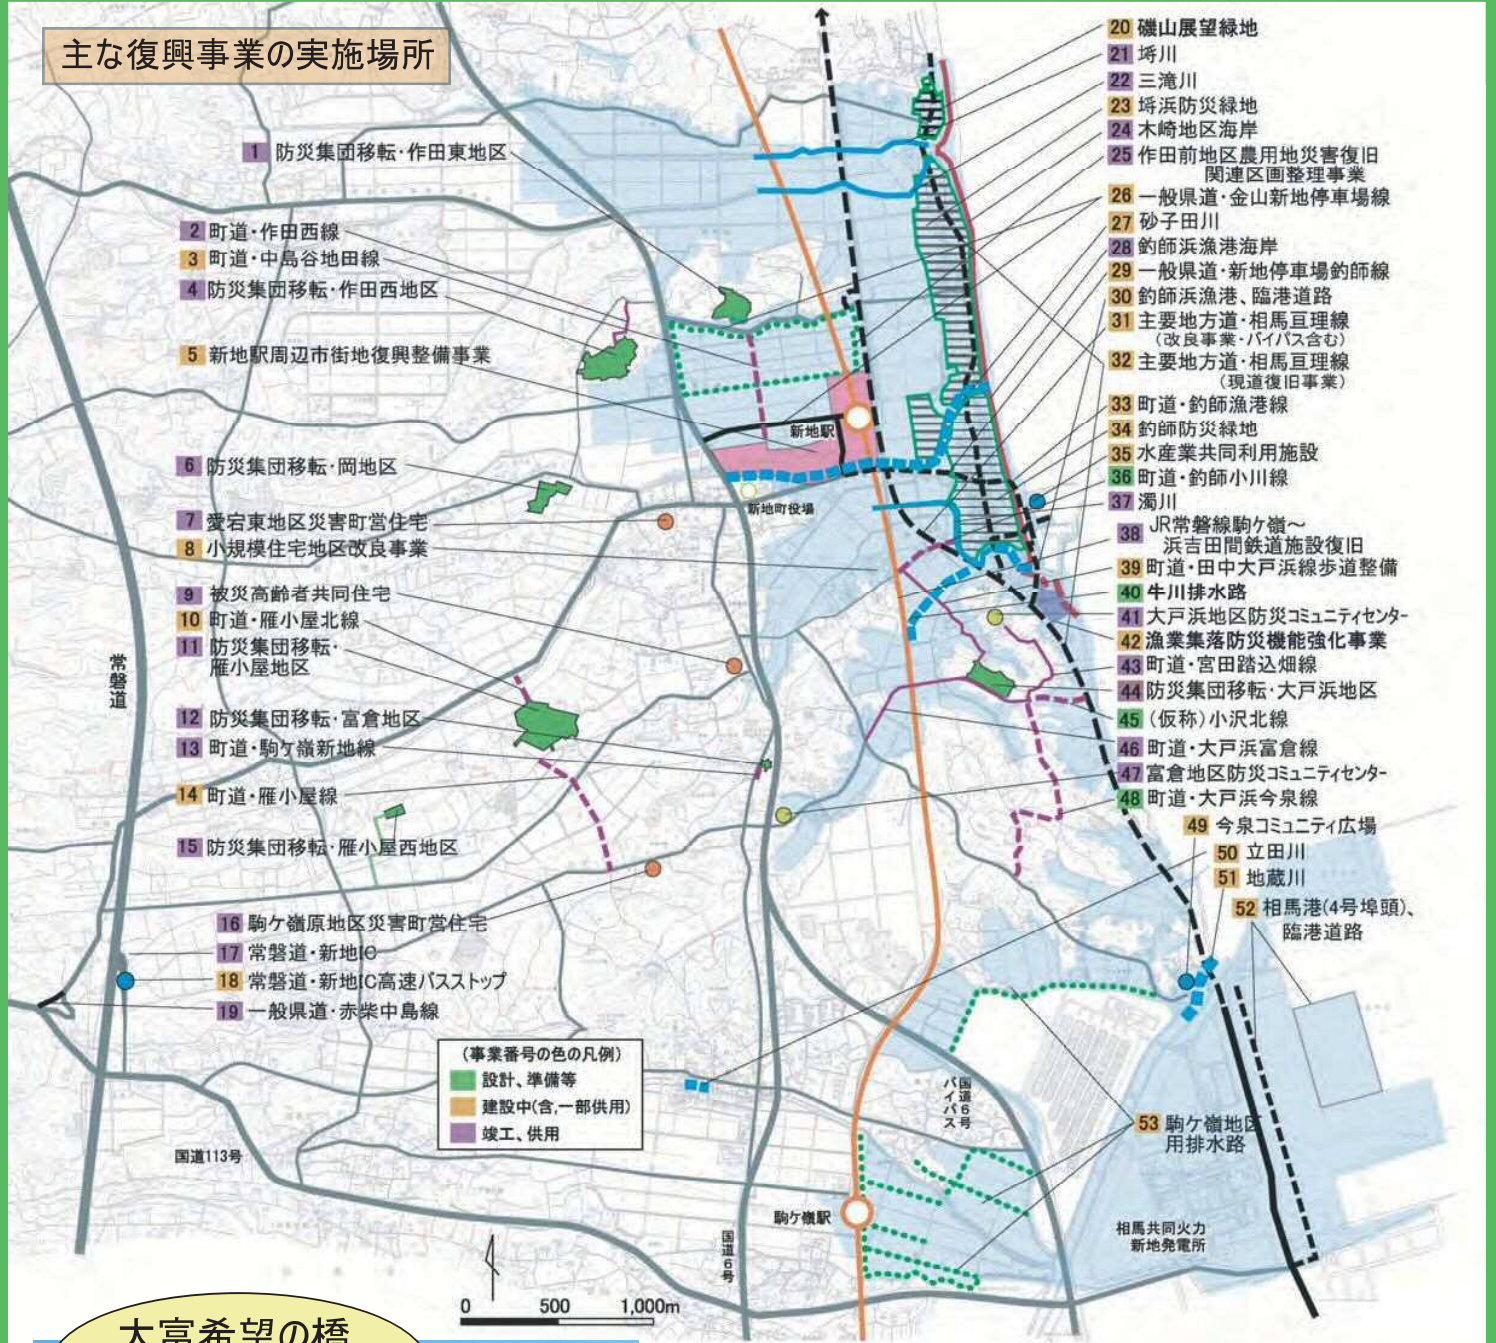 主な復興事業の実施場所
1 防災集団移転・作田東地区
2 町道・作田西線
3 町道・中島谷地田線
4 防災集団移転・作田西地区
5 新地駅周辺市街地復興整備事業
6 防災集団移転・岡地区
7 愛宕東地区災害町営住宅
8 小規模住宅地区改良事業
9 被災高齢者共同住宅
10 町道・雁小屋北線
11 防災集団移転・
雁小屋地区
12 防災集団移転・富倉地区
13 町道・駒ケ嶺新地線
14 町道・雁小屋線
15 防災集団移転・雁小屋西地区
16 駒ケ嶺原地区災害町営住宅
17 常磐道・新地IC
18 常磐道・新地IC高速バスストップ
19 一般県道・赤柴中島線
20 磯山展望緑地
21 埓川
22 三滝川
23 埓浜防災緑地
24 木崎地区海岸
25 作田前地区農用地災害復旧
関連区画整理事業
26 一般県道・金山新地停車場線
27 砂子田川
28 釣師浜漁港海岸
29 一般県道・新地停車場釣師線
30 釣師浜漁港、臨港道路
31 主要地方道・相馬亘理線
（改良事業・バイパス含む）
32 主要地方道・相馬亘理線
（現道復旧事業）
33 町道・釣師漁港線
34 釣師防災緑地
35 水産業共同利用施設
36 町道・釣師小川線
37 濁川
38 JR常磐線駒ケ嶺～
浜吉田間鉄道施設復旧
39 町道・田中大戸浜線歩道整備
40 牛川排水路
41 大戸浜地区防災コミュニティセンター
42 漁業集落防災機能強化事業
43 町道・宮田踏込畑線
44 防災集団移転・大戸浜地区
45 （仮称）小沢北線
46 町道・大戸浜富倉線
47 富倉地区防災コミュニティセンター
48 町道・大戸浜今泉線
49 今泉コミュニティ広場
50 立田川
51 地蔵川
52 相馬港(4号埠頭)、
臨港道路
53 駒ケ嶺地区
用排水路
新地駅
新地町役場
常磐道
（事業番号の色の凡例）
設計、準備等
建設中(含,一部供用)
竣工、供用
国道6号
バイパス
国道113号
駒ケ嶺駅
国道6号
相馬共同火力
新地発電所
0 500 1,000m
大富希望の橋